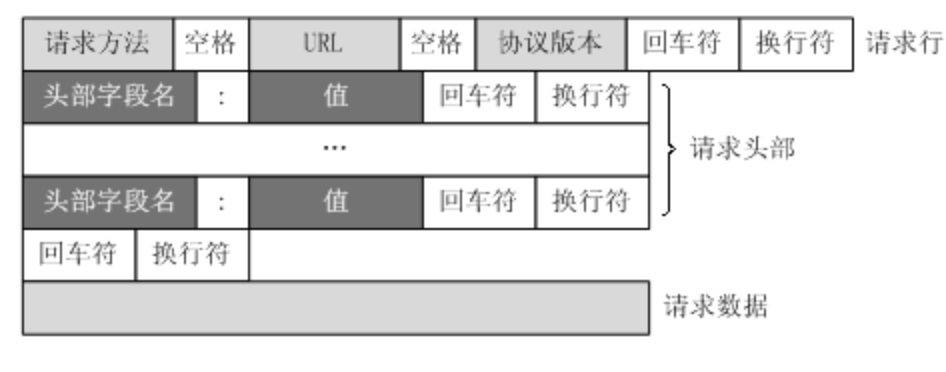 请求方法 空格 URL 空格 协议版本 回车符 换行符 请求行
头部字段名 : 值 回车符 换行符
... 请求头部
头部字段名 : 值 回车符 换行符
回车符 换行符
请求数据